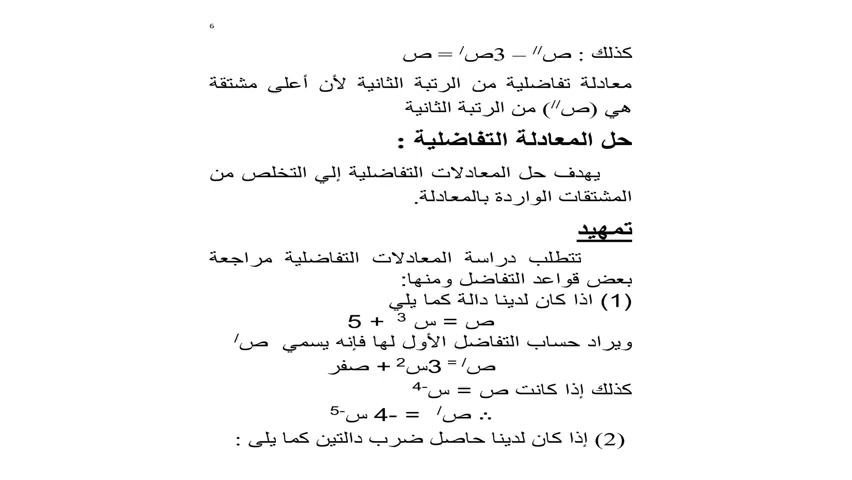 6
كذلك : ص// – 3ص/ = ص
معادلة تفاضلية من الرتبة الثانية لأن أعلى مشتقة
هي (ص//) من الرتبة الثانية
حل المعادلة التفاضلية :
يهدف حل المعادلات التفاضلية إلي التخلص من
المشتقات الواردة بالمعادلة.
تمهيد
تتطلب دراسة المعادلات التفاضلية مراجعة
بعض قواعد التفاضل ومنها:
(1) اذا كان لدينا دالة كما يلي
ص = س 3 + 5
ويراد حساب التفاضل الأول لها فإنه يسمي ص/
ص/ = 3س2 + صفر
كذلك إذا كانت ص = س-4
∴ ص/ = -4 س-5
(2) إذا كان لدينا حاصل ضرب دالتين كما يلى :